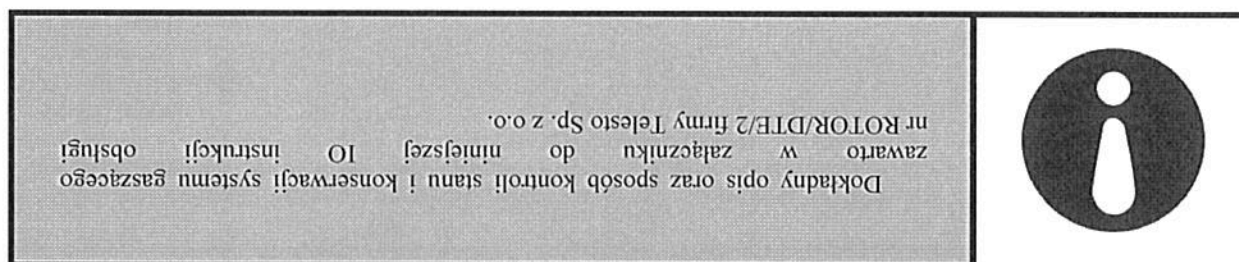 Dokładny opis oraz sposób kontroli stanu i konserwacji systemu gaszącego
zawarto w załączniku do niniejszej IO instrukcji obsługi
nr ROTOR/DTE/2 firmy Telesto Sp. z o.o.